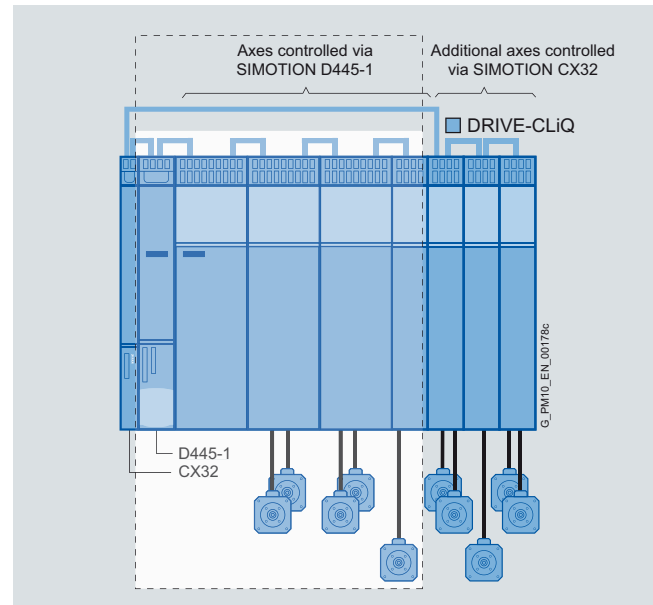 Axes controlled via
SIMOTION D445-1
Additional axes controlled
via SIMOTION CX32
DRIVE-CLiQ
G_PM10_EN_00178c
D445-1
CX32